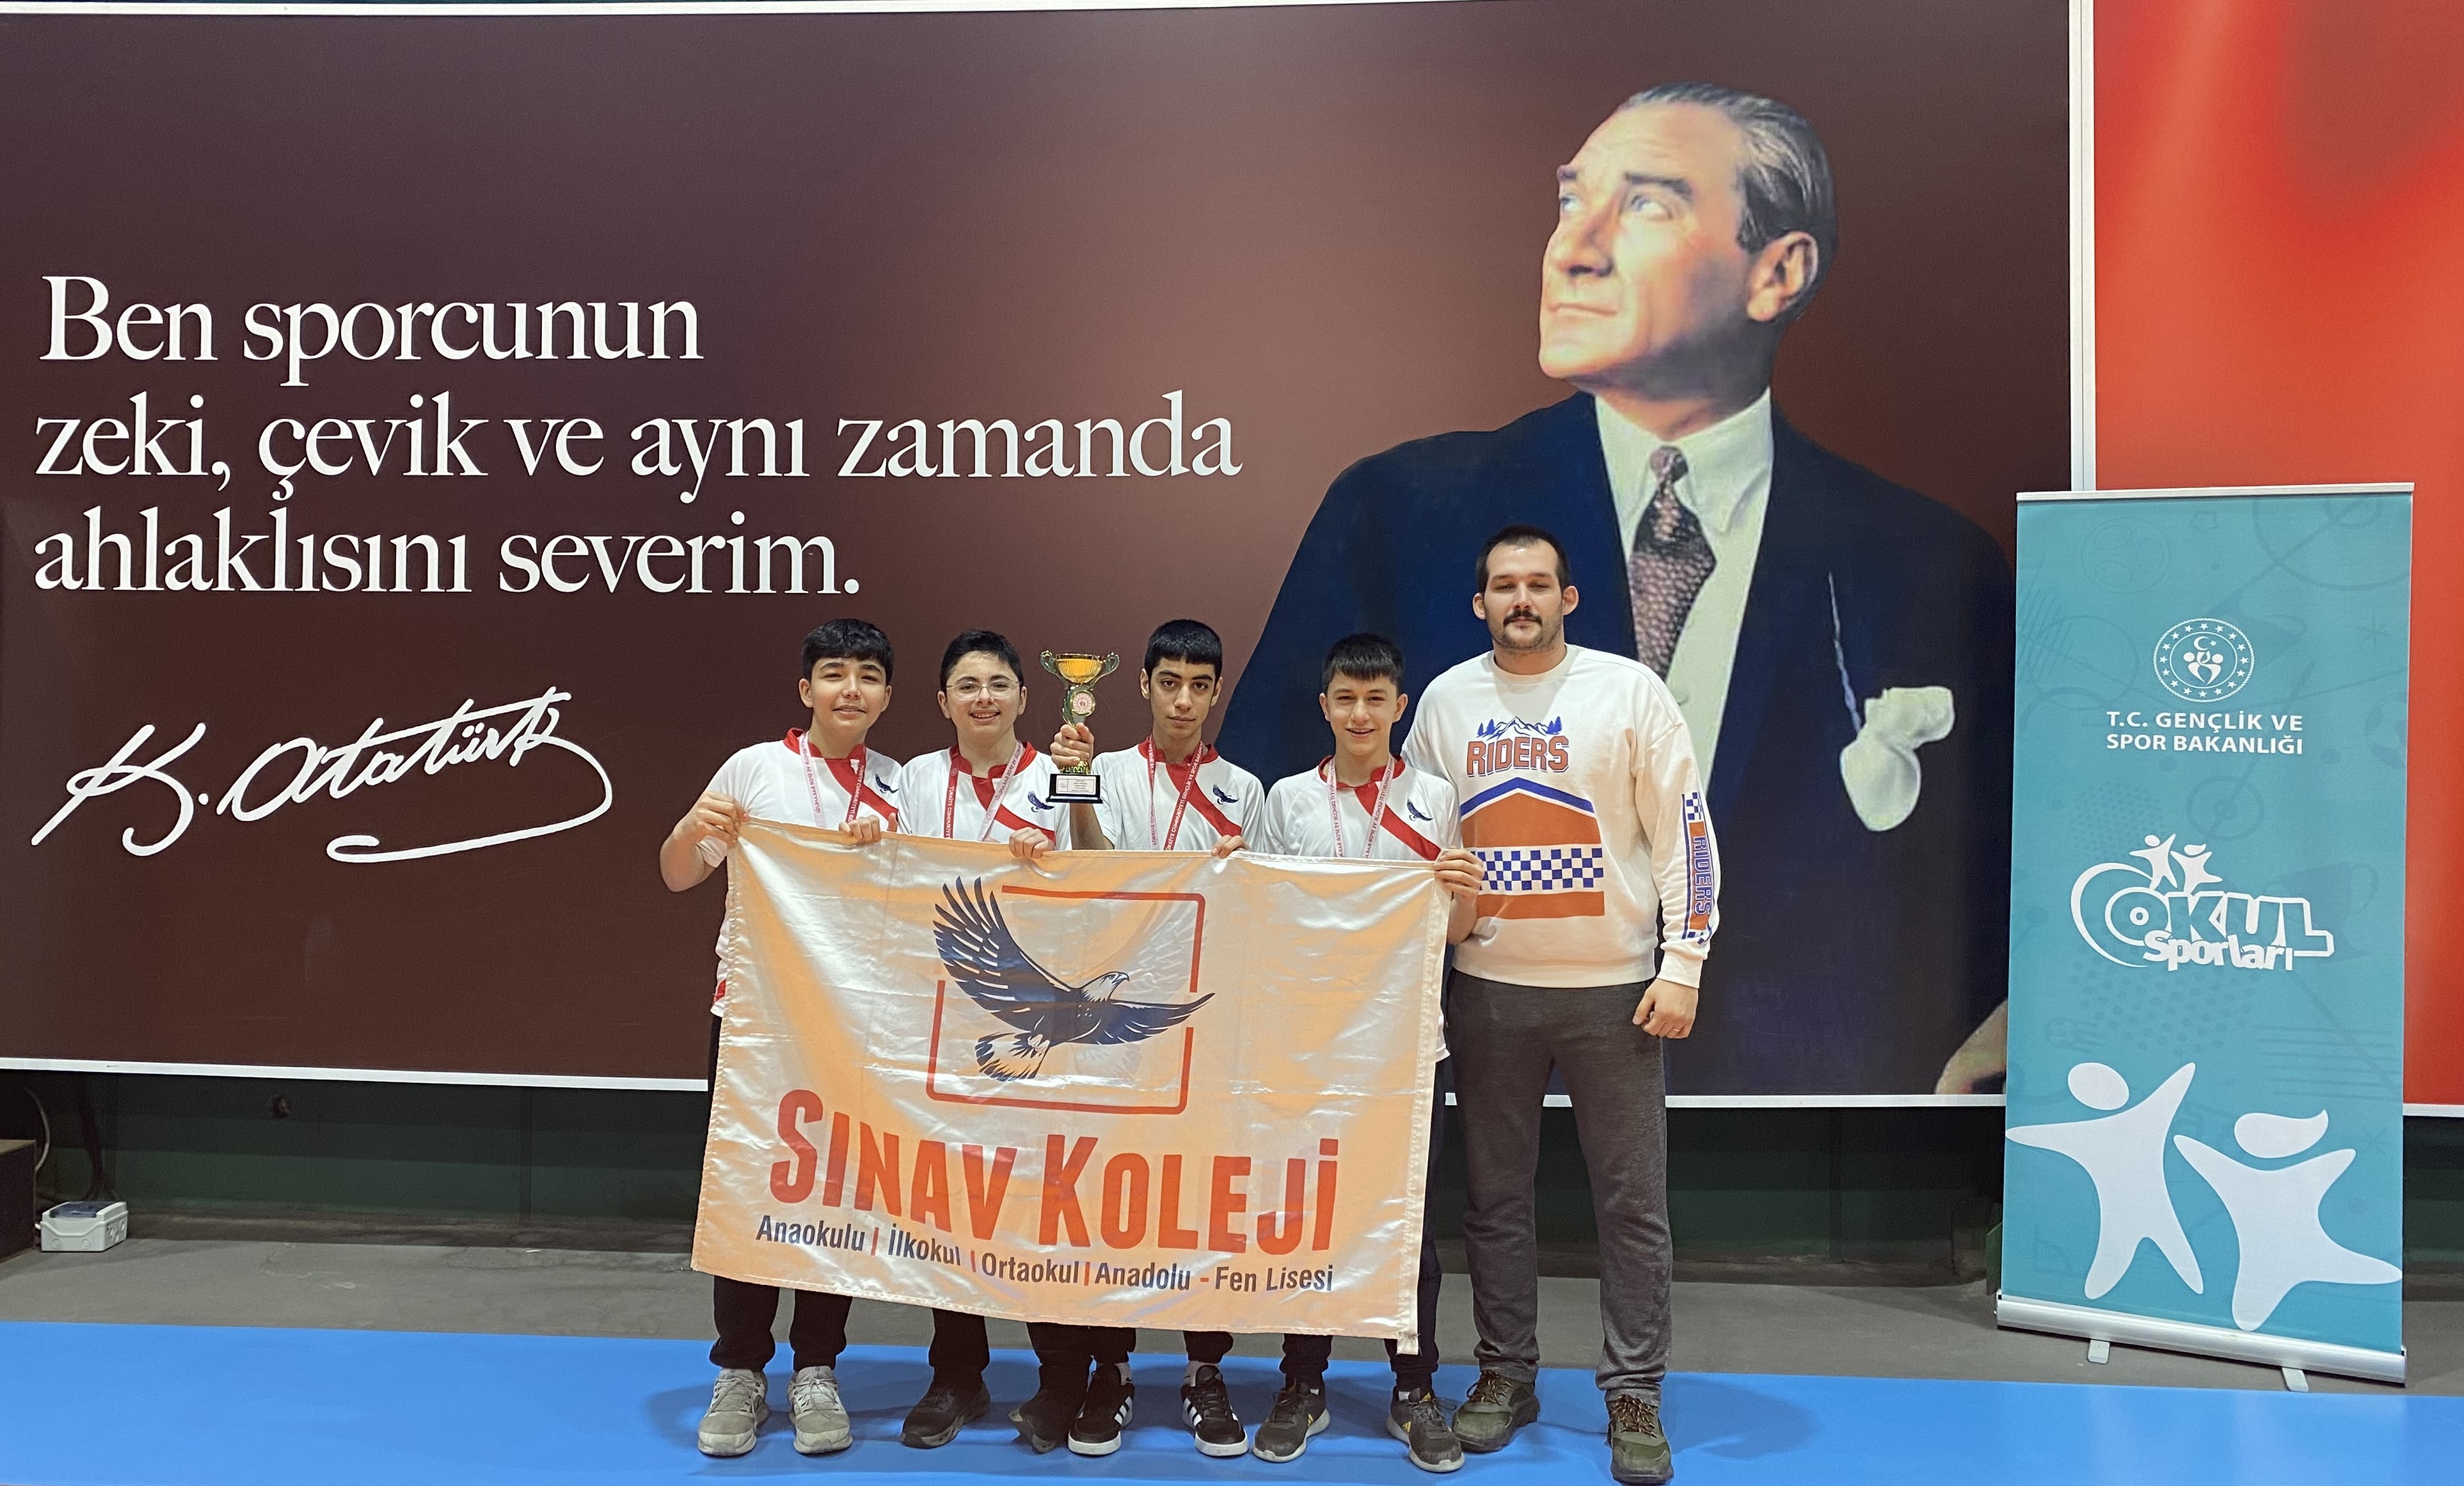 Ben sporcunun
zeki, çevik ve aynı zamanda
ahlaklısını severim.
K. Atatürk
RIDERS
RIDERS
T.C. GENÇLİK VE
SPOR BAKANLIĞI
OKUL
Sporları
SINAV KOLEJİ
Anaokulu | İlkokul | Ortaokul | Anadolu - Fen Lisesi